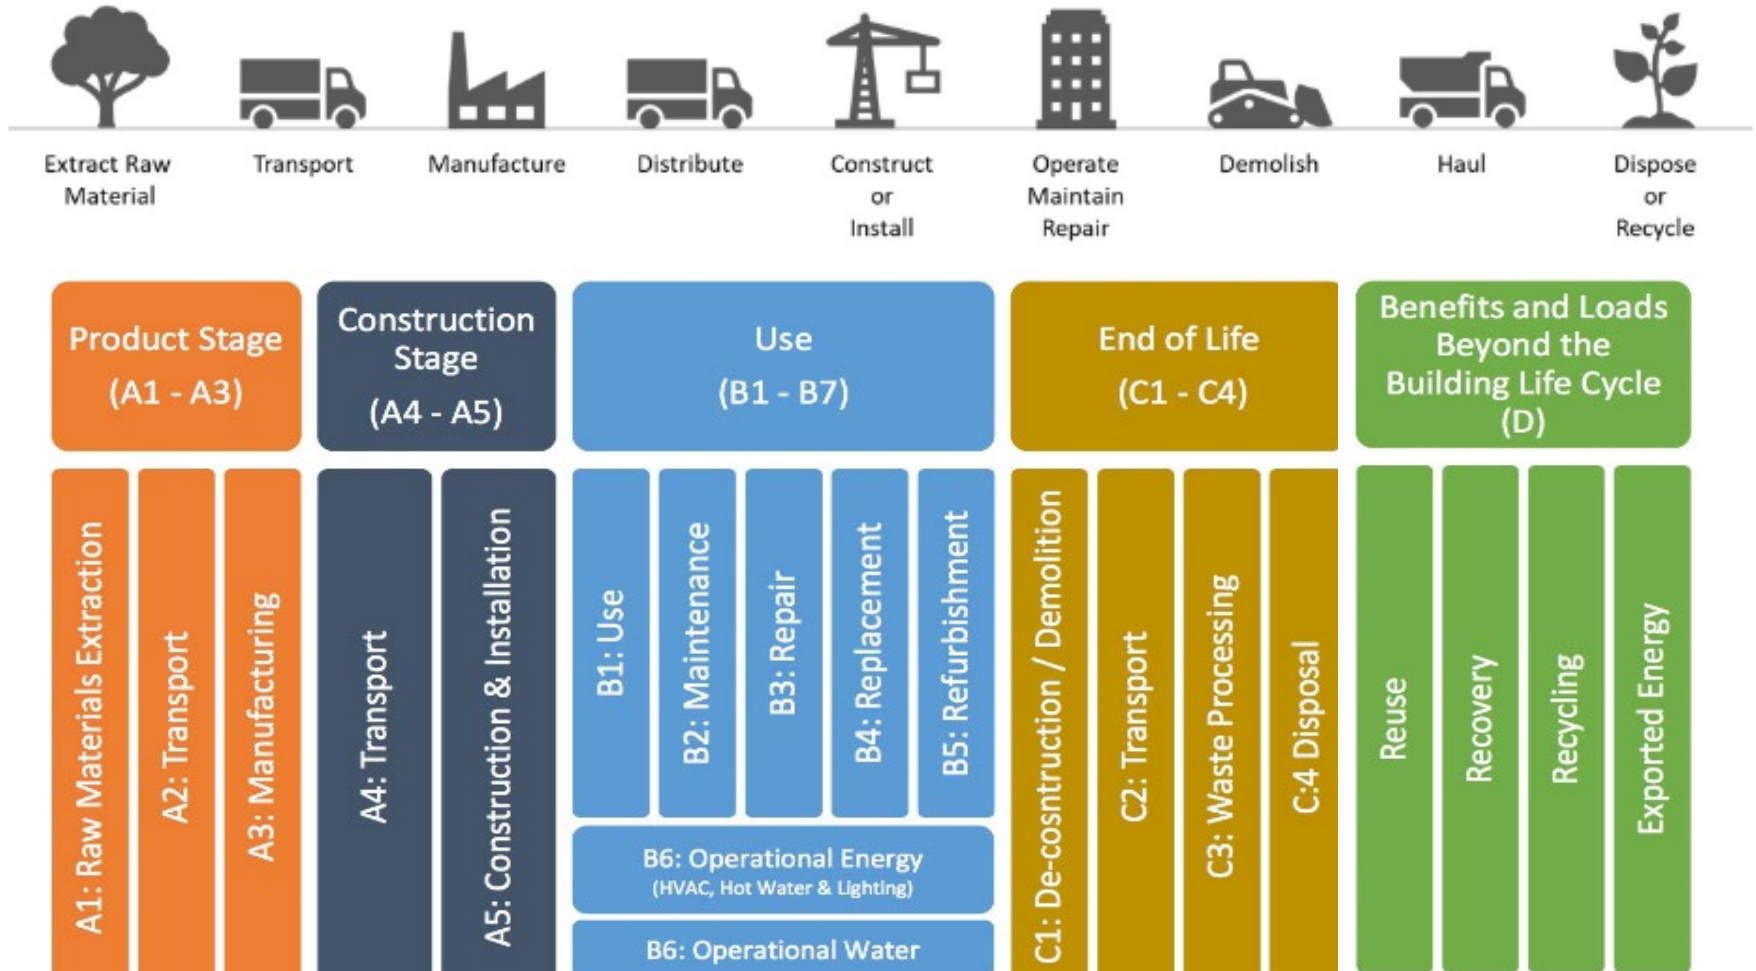 Extract Raw
Material
Transport
Manufacture
Distribute
Construct
or
Install
Operate
Maintain
Repair
Demolish
Haul
Dispose
or
Recycle
Product Stage
(A1 - A3)
Construction
Stage
(A4 - A5)
Use
(B1 - B7)
End of Life
(C1 - C4)
Benefits and Loads
Beyond the
Building Life Cycle
(D)
A1: Raw Materials Extraction
A2: Transport
A3: Manufacturing
A4: Transport
A5: Construction & Installation
B1: Use
B2: Maintenance
B3: Repair
B4: Replacement
B5: Refurbishment
B6: Operational Energy
(HVAC, Hot Water & Lighting)
B6: Operational Water
C1: De-cosntruction / Demolition
C2: Transport
C3: Waste Processing
C:4 Disposal
Reuse
Recovery
Recycling
Exported Energy